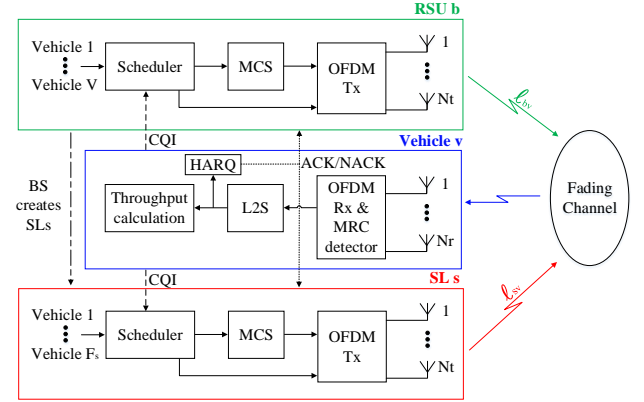 RSU b
Vehicle 1
Vehicle V
Scheduler
MCS
OFDM
Tx
1
Nt
ℓbv
CQI
Vehicle v
HARQ
ACK/NACK
BS
creates
SLs
Throughput
calculation
L2S
OFDM
Rx &
MRC
detector
1
Nr
Fading
Channel
CQI
SL s
ℓsv
Vehicle 1
Vehicle Fs
Scheduler
MCS
OFDM
Tx
1
Nt